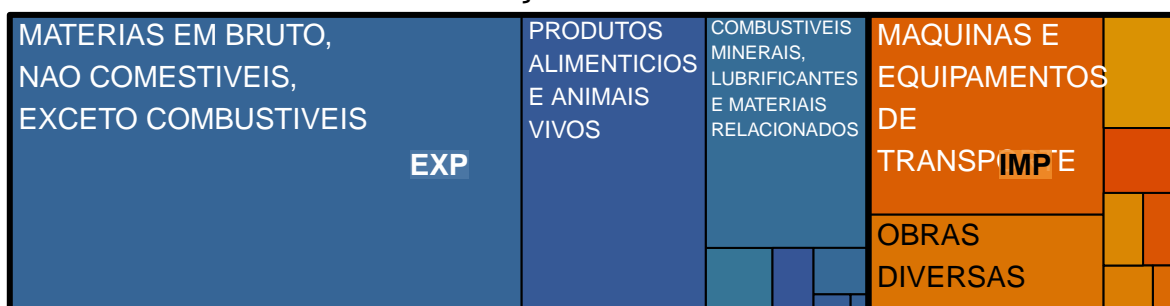 MATERIAS EM BRUTO,
NAO COMESTIVEIS,
EXCETO COMBUSTIVEIS
EXP
PRODUTOS
ALIMENTICIOS
E ANIMAIS
VIVOS
COMBUSTIVEIS
MINERAIS,
LUBRIFICANTES
E MATERIAIS
RELACIONADOS
MAQUINAS E
EQUIPAMENTOS
DE
TRANSPORTE
IMP
OBRAS
DIVERSAS